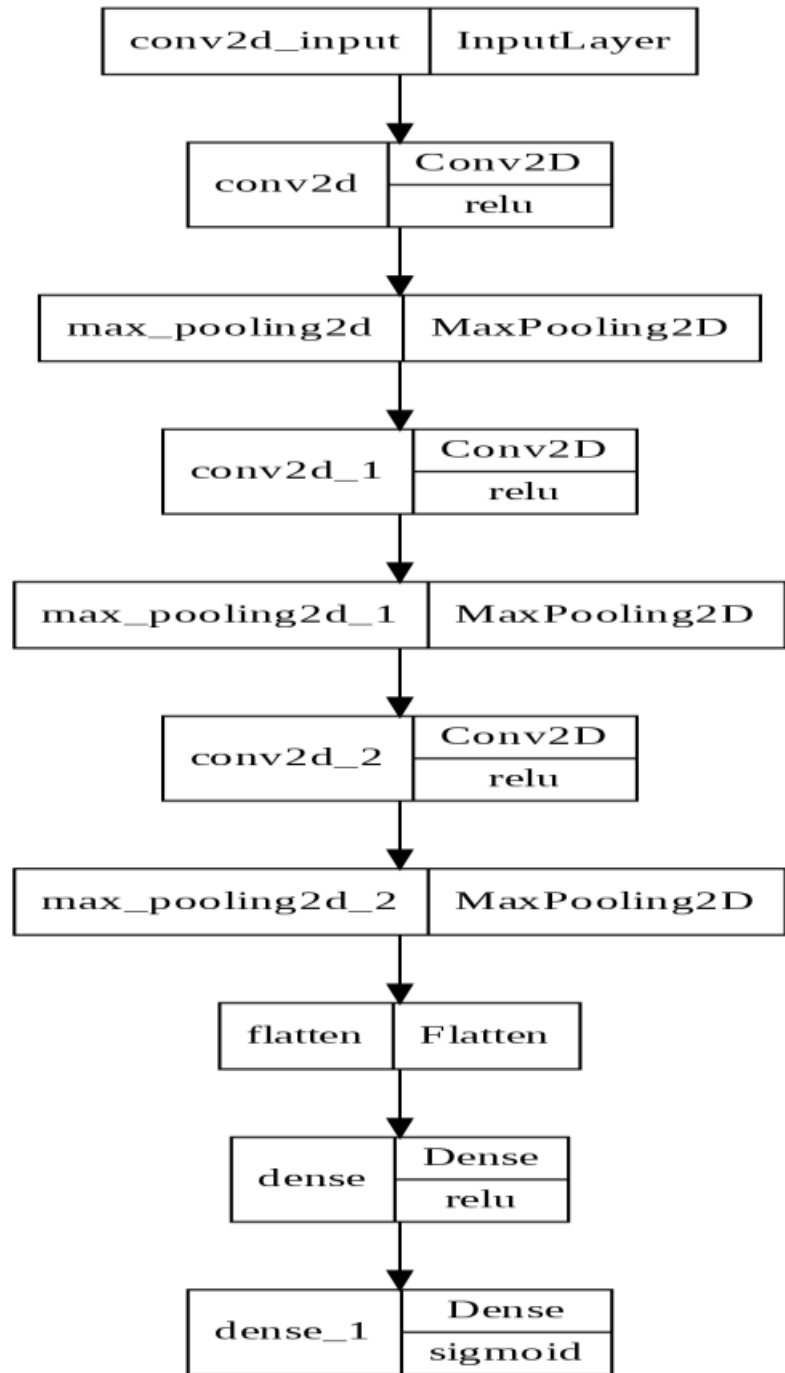 conv2d_input InputLayer
conv2d Conv2D
relu
max_pooling2d MaxPooling2D
conv2d_1 Conv2D
relu
max_pooling2d_1 MaxPooling2D
conv2d_2 Conv2D
relu
max_pooling2d_2 MaxPooling2D
flatten Flatten
dense Dense
relu
dense_1 Dense
sigmoid